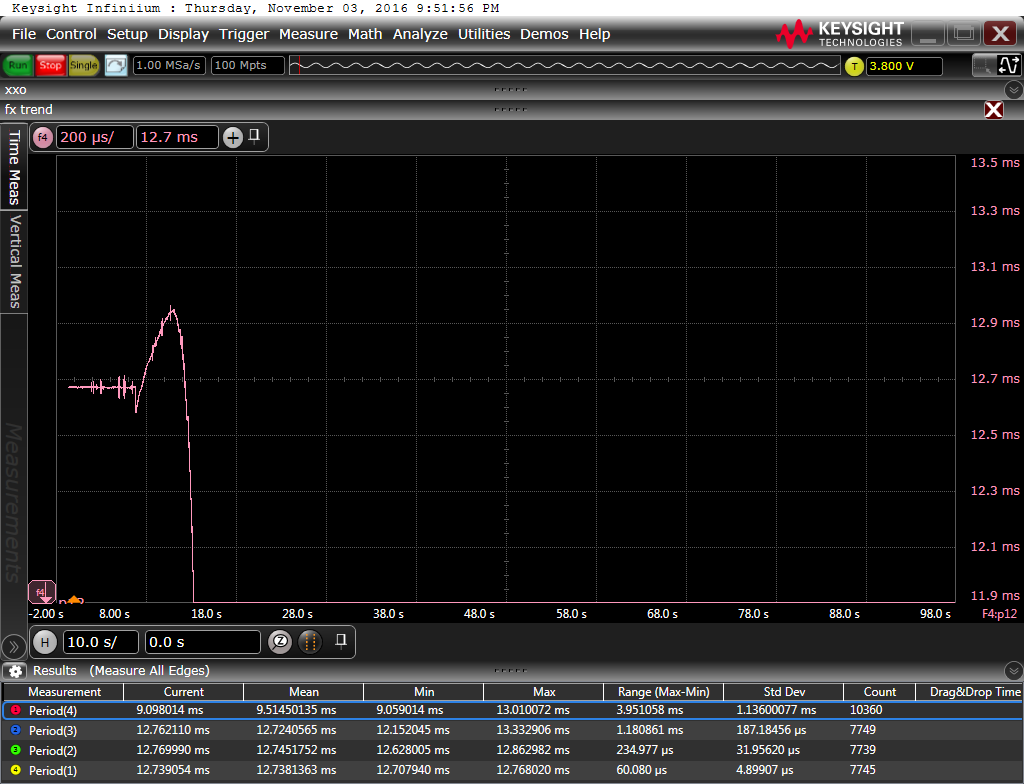 Keysight Infiniium : Thursday, November 03, 2016 9:51:56 PM
File Control Setup Display Trigger Measure Math Analyze Utilities Demos Help
KEYSIGHT TECHNOLOGIES
Run Stop Single 1.00 MSa/s 100 Mpts T 3.800 V
xxo
fx trend
Time Meas
Vertical Meas
Measurements
f4 200 µs/ 12.7 ms
13.5 ms
13.3 ms
13.1 ms
12.9 ms
12.7 ms
12.5 ms
12.3 ms
12.1 ms
11.9 ms
f4
-2.00 s 8.00 s 18.0 s 28.0 s 38.0 s 48.0 s 58.0 s 68.0 s 78.0 s 88.0 s 98.0 s F4:p12
H 10.0 s/ 0.0 s
Results (Measure All Edges)
Measurement Current Mean Min Max Range (Max-Min) Std Dev Count Drag&Drop Time
1 Period(4) 9.098014 ms 9.51450135 ms 9.059014 ms 13.010072 ms 3.951058 ms 1.13600077 ms 10360
2 Period(3) 12.762110 ms 12.7240565 ms 12.152045 ms 13.332906 ms 1.180861 ms 187.18456 µs 7749
3 Period(2) 12.769990 ms 12.7451752 ms 12.628005 ms 12.862982 ms 234.977 µs 31.95620 µs 7739
4 Period(1) 12.739054 ms 12.7381363 ms 12.707940 ms 12.768020 ms 60.080 µs 4.89907 µs 7745